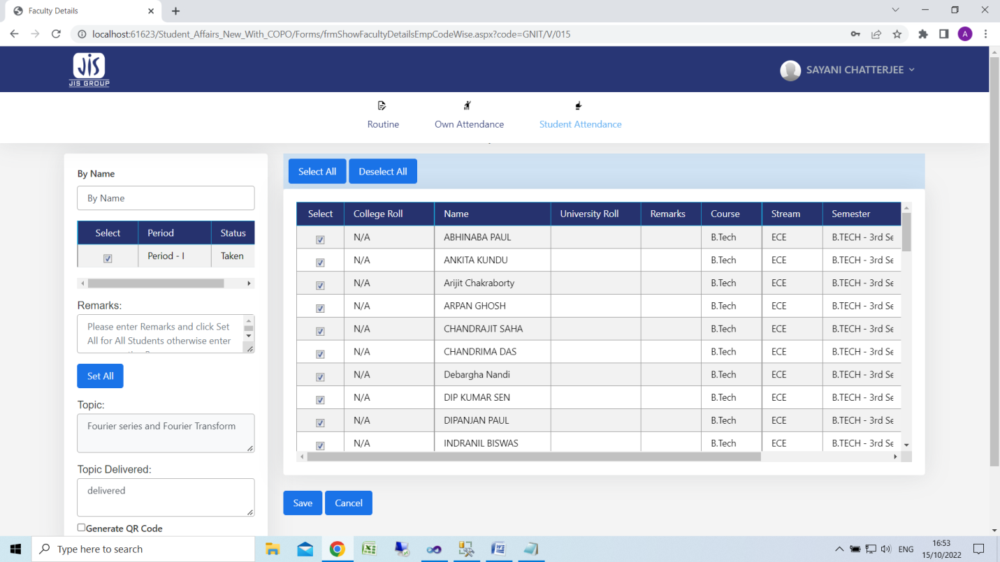 Faculty Details
localhost:61623/Student_Affairs_New_With_COPO/Forms/frmShowFacultyDetailsEmpCodeWise.aspx?code=GNIT/V/015
A
JIS
JIS GROUP
SAYANI CHATTERJEE
Routine Own Attendance Student Attendance
By Name
By Name
Select Period Status
Period - I Taken
Remarks:
Please enter Remarks and click Set
All for All Students otherwise enter
Set All
Topic:
Fourier series and Fourier Transform
Topic Delivered:
delivered
Generate QR Code
Select All Deselect All
Select College Roll Name University Roll Remarks Course Stream Semester
N/A ABHINABA PAUL B.Tech ECE B.TECH - 3rd Se
N/A ANKITA KUNDU B.Tech ECE B.TECH - 3rd Se
N/A Arijit Chakraborty B.Tech ECE B.TECH - 3rd Se
N/A ARPAN GHOSH B.Tech ECE B.TECH - 3rd Se
N/A CHANDRAJIT SAHA B.Tech ECE B.TECH - 3rd Se
N/A CHANDRIMA DAS B.Tech ECE B.TECH - 3rd Se
N/A Debargha Nandi B.Tech ECE B.TECH - 3rd Se
N/A DIP KUMAR SEN B.Tech ECE B.TECH - 3rd Se
N/A DIPANJAN PAUL B.Tech ECE B.TECH - 3rd Se
N/A INDRANIL BISWAS B.Tech ECE B.TECH - 3rd Se
Save Cancel
Type here to search
ENG
16:53
15/10/2022